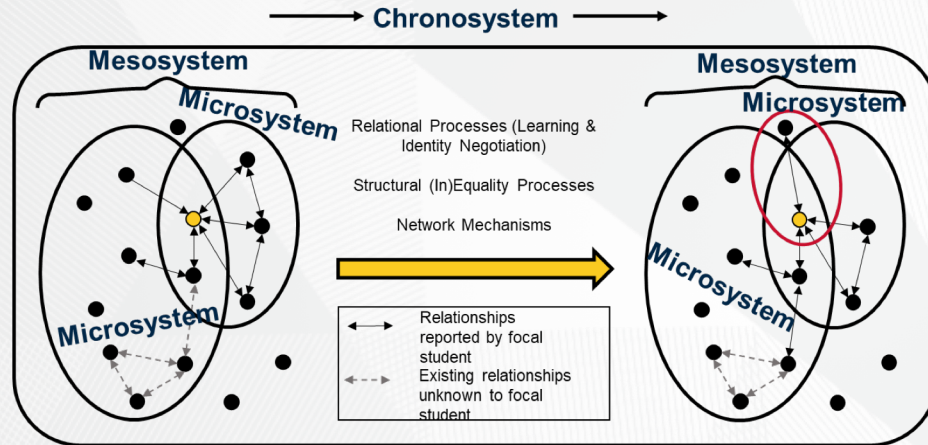 Chronosystem
Mesosystem
Microsystem
Microsystem
Relational Processes (Learning &
Identity Negotiation)
Structural (In)Equality Processes
Network Mechanisms
Relationships
reported by focal
student
Existing relationships
unknown to focal
student
Mesosystem
Microsystem
Microsystem